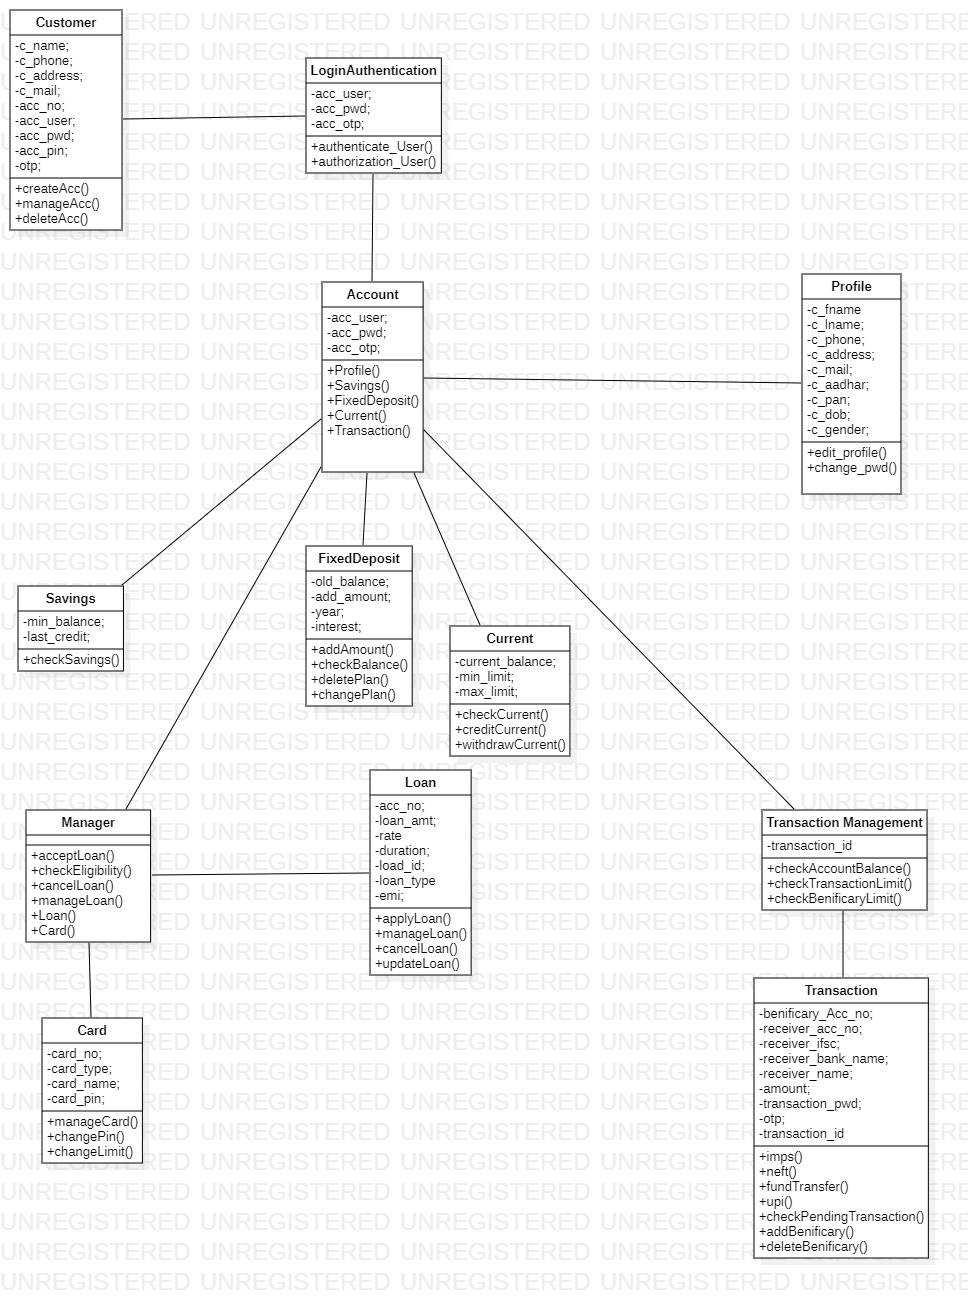 Customer
-c_name;
-c_phone;
-c_address;
-c_mail;
-acc_no;
-acc_user;
-acc_pwd;
-acc_pin;
-otp;
+createAcc()
+manageAcc()
+deleteAcc()
LoginAuthentication
-acc_user;
-acc_pwd;
-acc_otp;
+authenticate_User()
+authorization_User()
Account
-acc_user;
-acc_pwd;
-acc_otp;
+Profile()
+Savings()
+FixedDeposit()
+Current()
+Transaction()
Profile
-c_fname
-c_lname;
-c_phone;
-c_address;
-c_mail;
-c_aadhar;
-c_pan;
-c_dob;
-c_gender;
+edit_profile()
+change_pwd()
Savings
-min_balance;
-last_credit;
+checkSavings()
FixedDeposit
-old_balance;
-add_amount;
-year;
-interest;
+addAmount()
+checkBalance()
+deletePlan()
+changePlan()
Current
-current_balance;
-min_limit;
-max_limit;
+checkCurrent()
+creditCurrent()
+withdrawCurrent()
Manager
+acceptLoan()
+checkEligibility()
+cancelLoan()
+manageLoan()
+Loan()
+Card()
Loan
-acc_no;
-loan_amt;
-rate
-duration;
-load_id;
-loan_type
-emi;
+applyLoan()
+manageLoan()
+cancelLoan()
+updateLoan()
Transaction Management
-transaction_id
+checkAccountBalance()
+checkTransactionLimit()
+checkBenificaryLimit()
Card
-card_no;
-card_type;
-card_name;
-card_pin;
+manageCard()
+changePin()
+changeLimit()
Transaction
-benificary_Acc_no;
-receiver_acc_no;
-receiver_ifsc;
-receiver_bank_name;
-receiver_name;
-amount;
-transaction_pwd;
-otp;
-transaction_id
+imps()
+neft()
+fundTransfer()
+upi()
+checkPendingTransaction()
+addBenificary()
+deleteBenificary()
UNREGISTERED